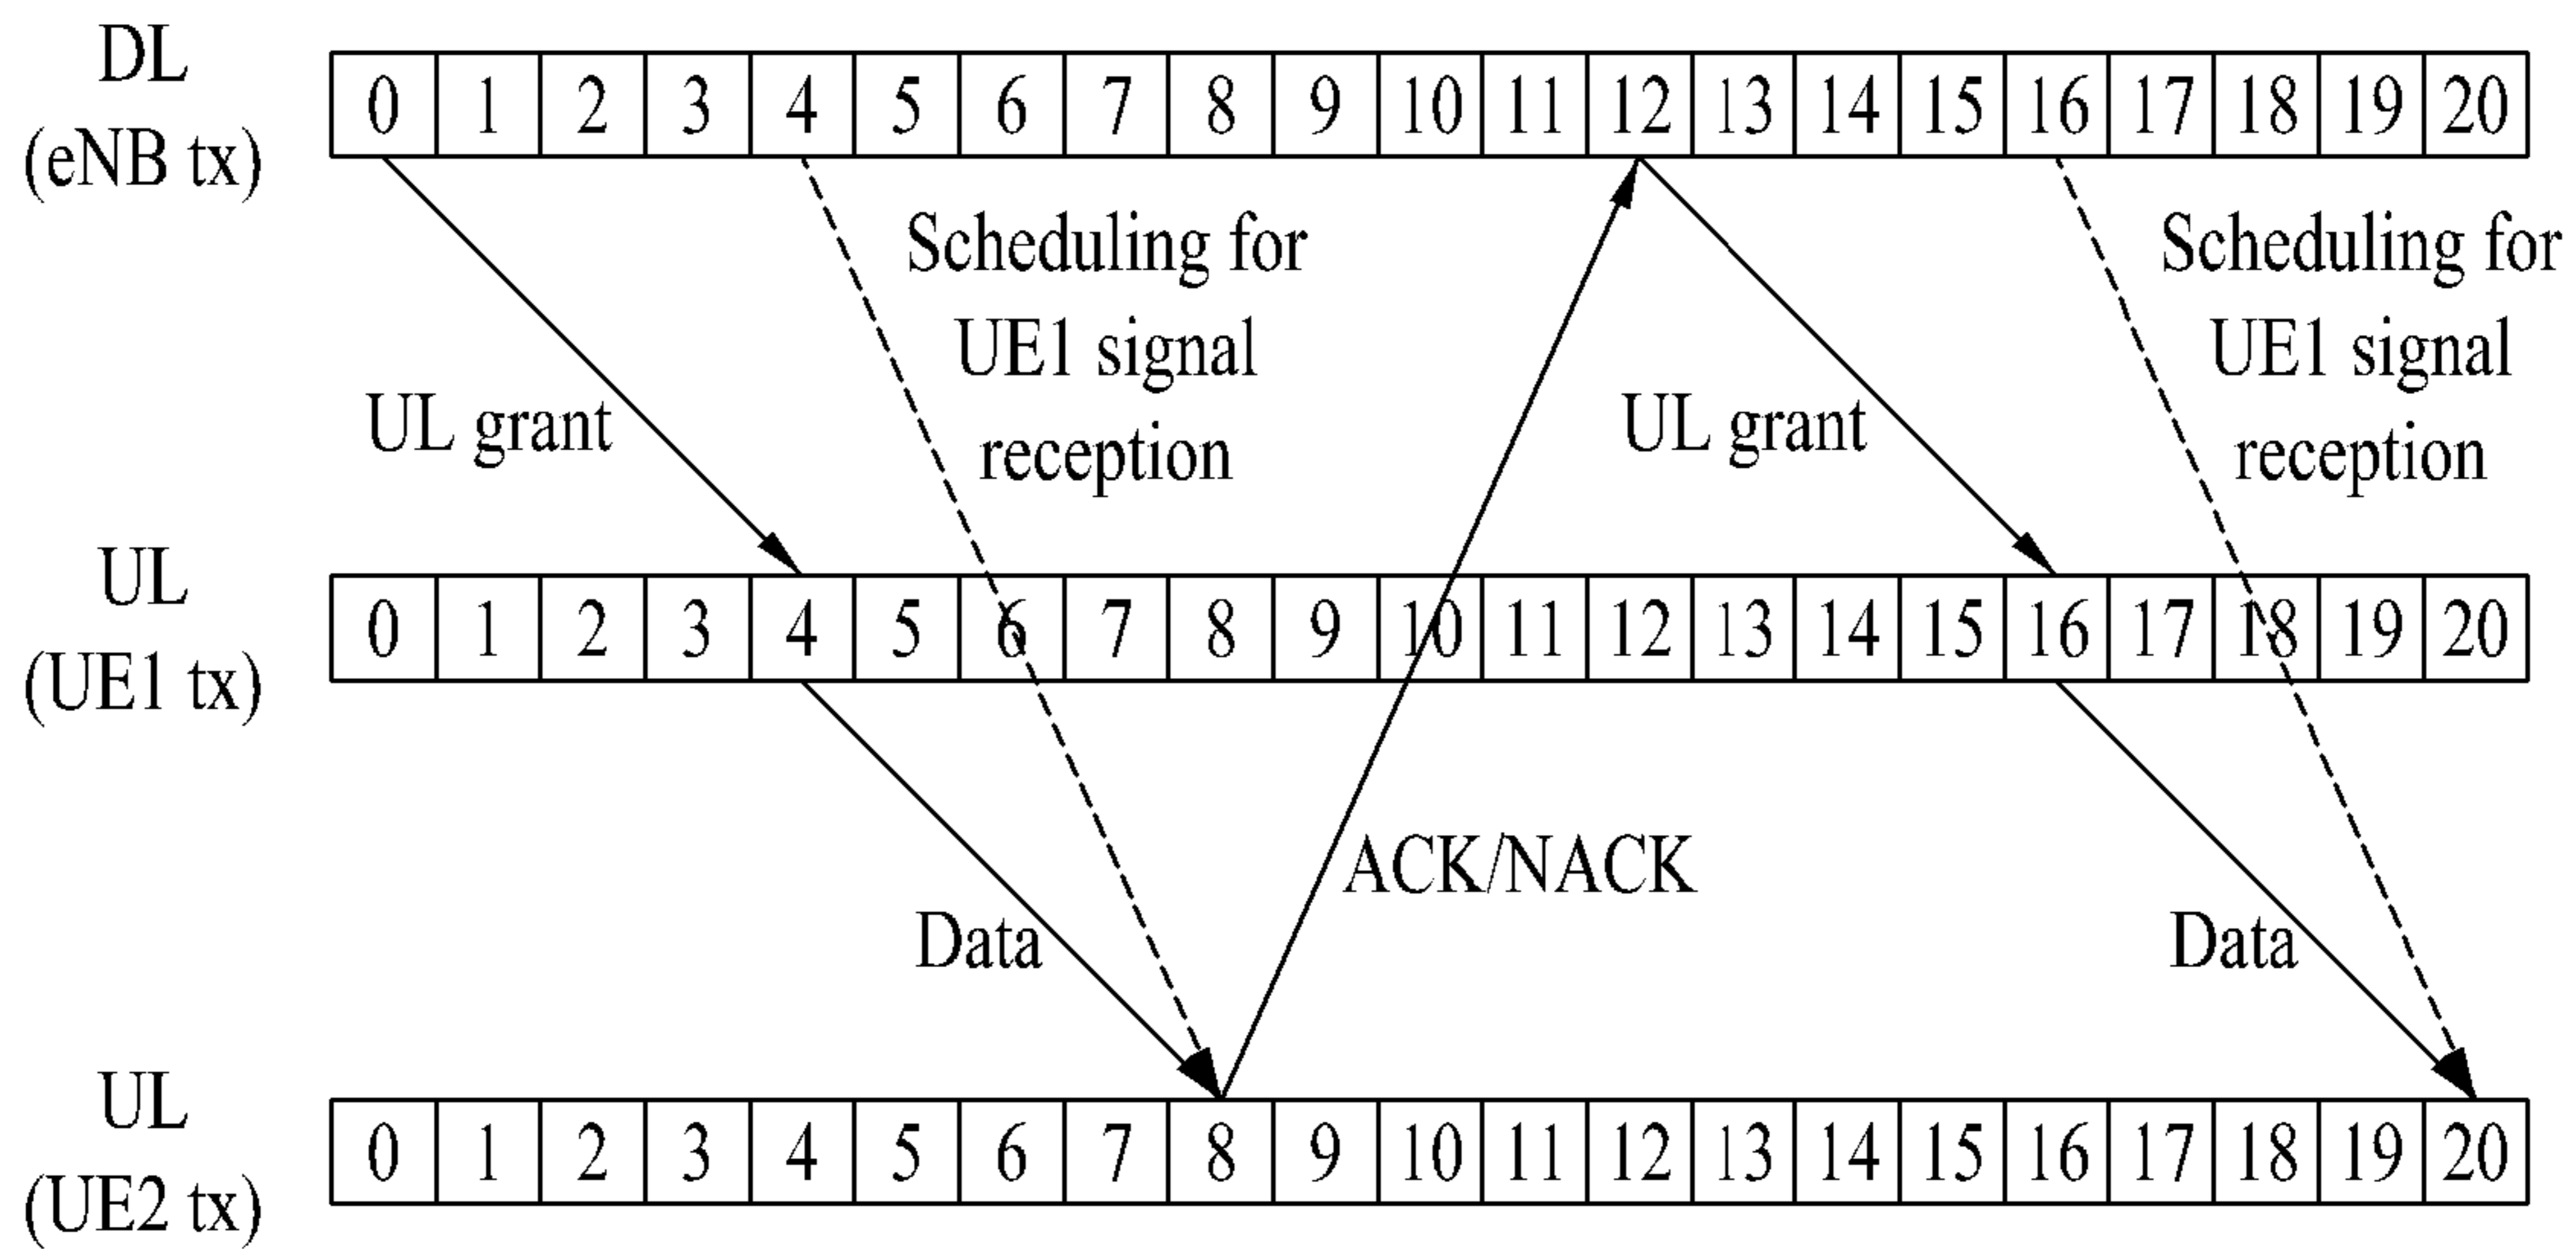 DL
(eNB tx)
0 1 2 3 4 5 6 7 8 9 10 11 12 13 14 15 16 17 18 19 20
Scheduling for
UE1 signal
reception
UL grant
Scheduling for
UE1 signal
reception
UL grant
UL
(UE1 tx)
0 1 2 3 4 5 6 7 8 9 10 11 12 13 14 15 16 17 18 19 20
ACK/NACK
Data
Data
UL
(UE2 tx)
0 1 2 3 4 5 6 7 8 9 10 11 12 13 14 15 16 17 18 19 20